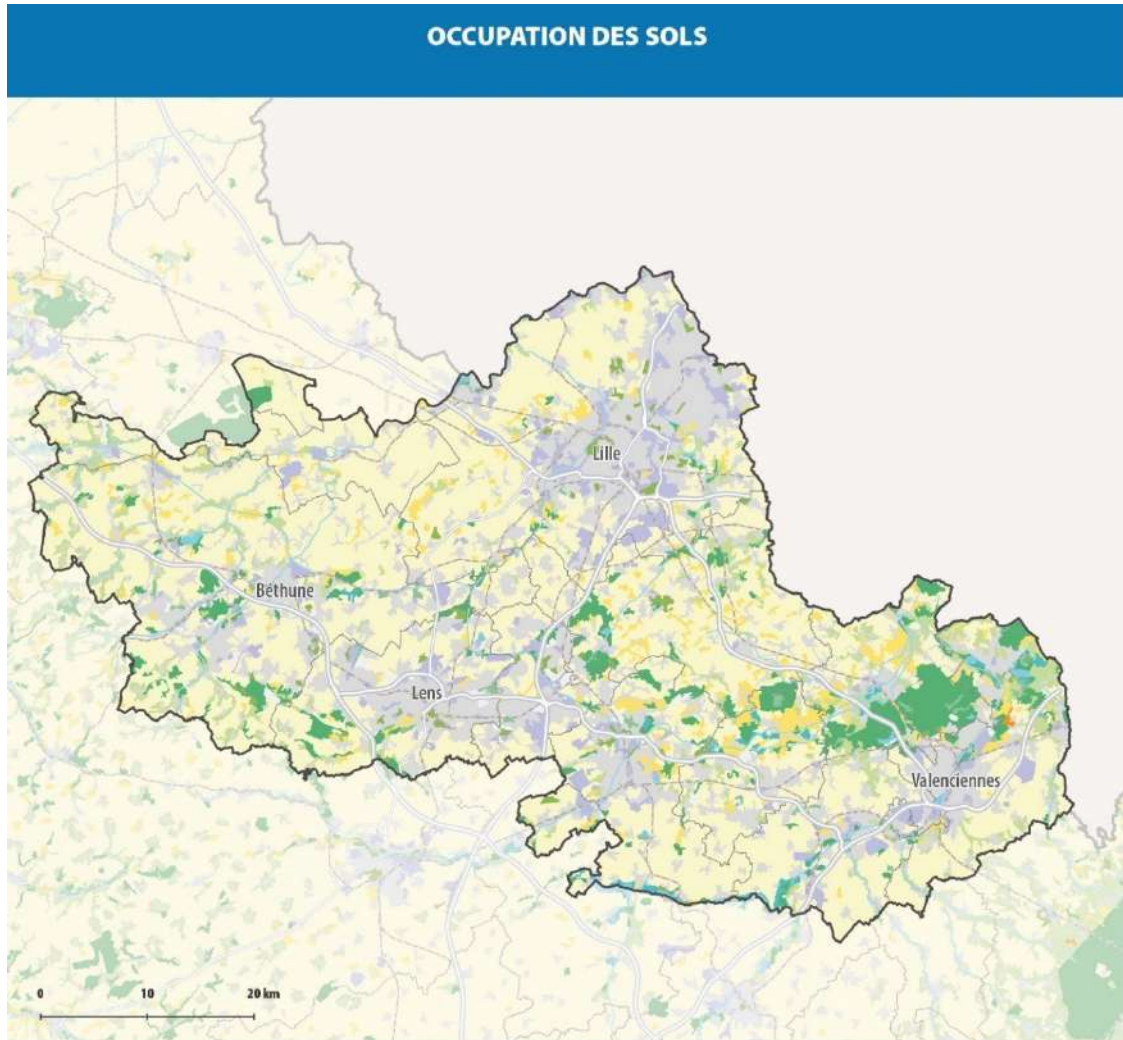 OCCUPATION DES SOLS
Lille
Béthune
Lens
Valenciennes
0 10 20 km